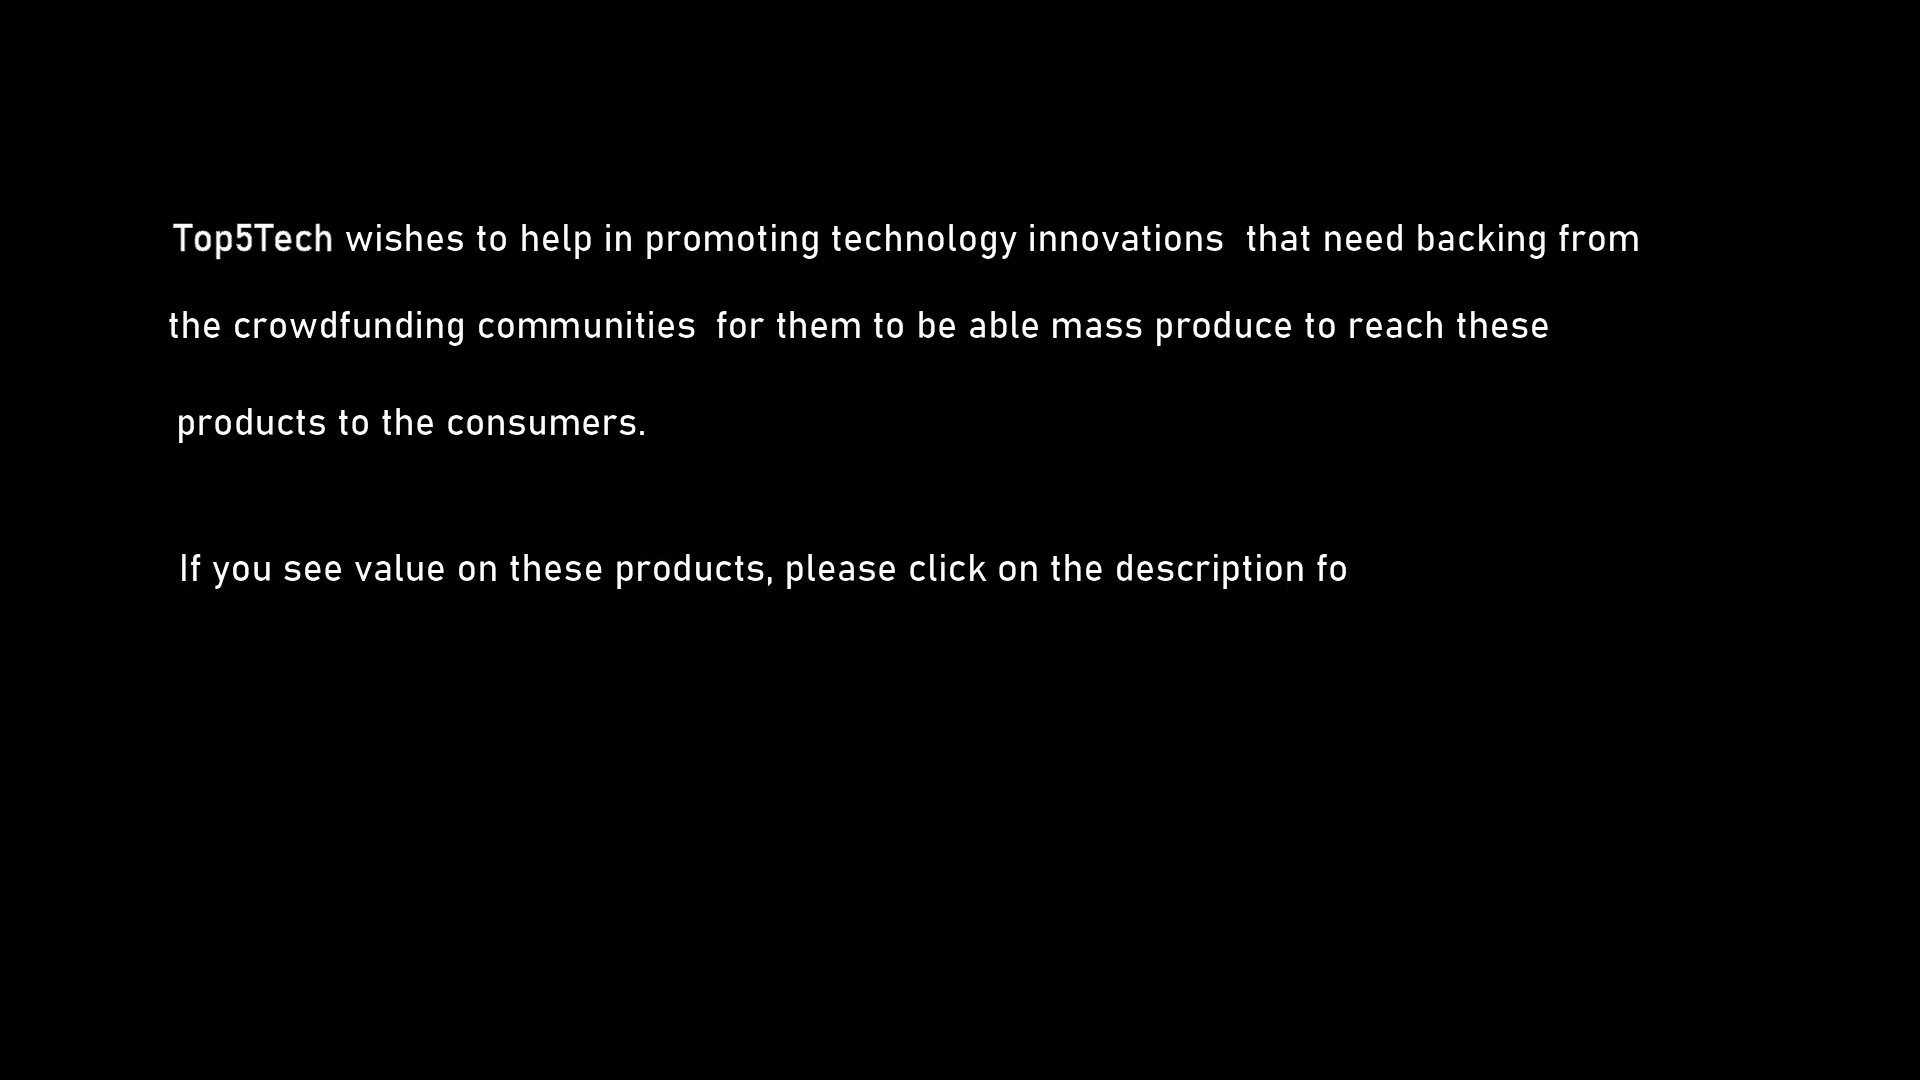 Top5Tech wishes to help in promoting technology innovations  that need backing from
the crowdfunding communities  for them to be able mass produce to reach these
products to the consumers.
If you see value on these products, please click on the description fo